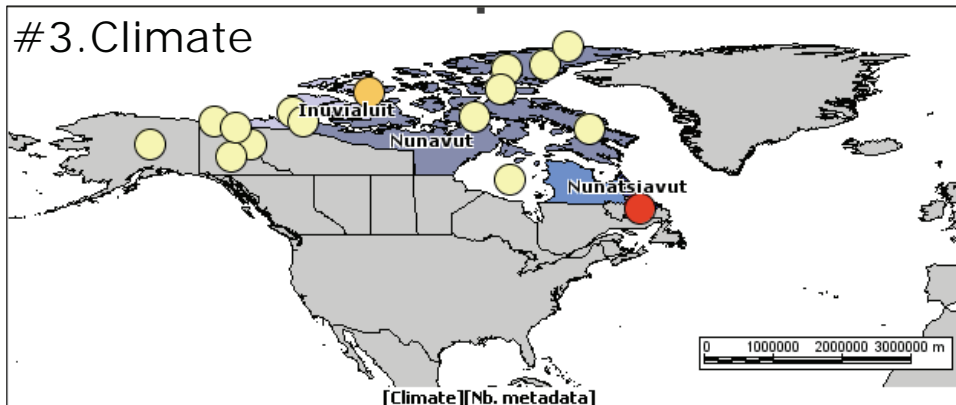 #3.Climate
Inuvialuit
Nunavut
Nunatsiavut
0 1000000 2000000 3000000 m
[Climate][Nb. metadata]